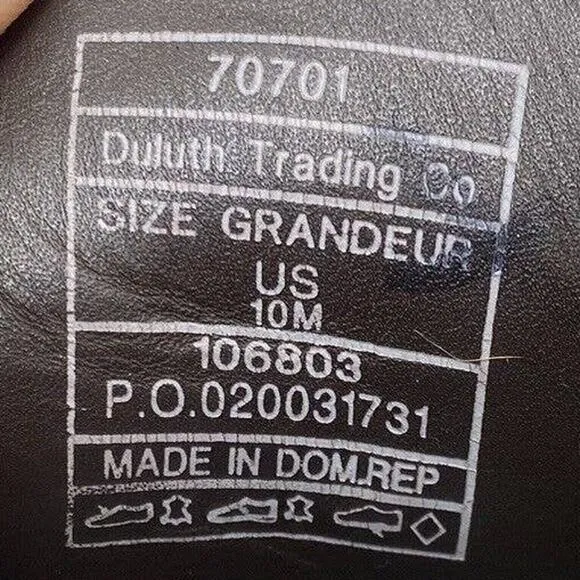 70701
Duluth Trading Co
SIZE GRANDEUR
US
10M
106803
P.O.020031731
MADE IN DOM.REP